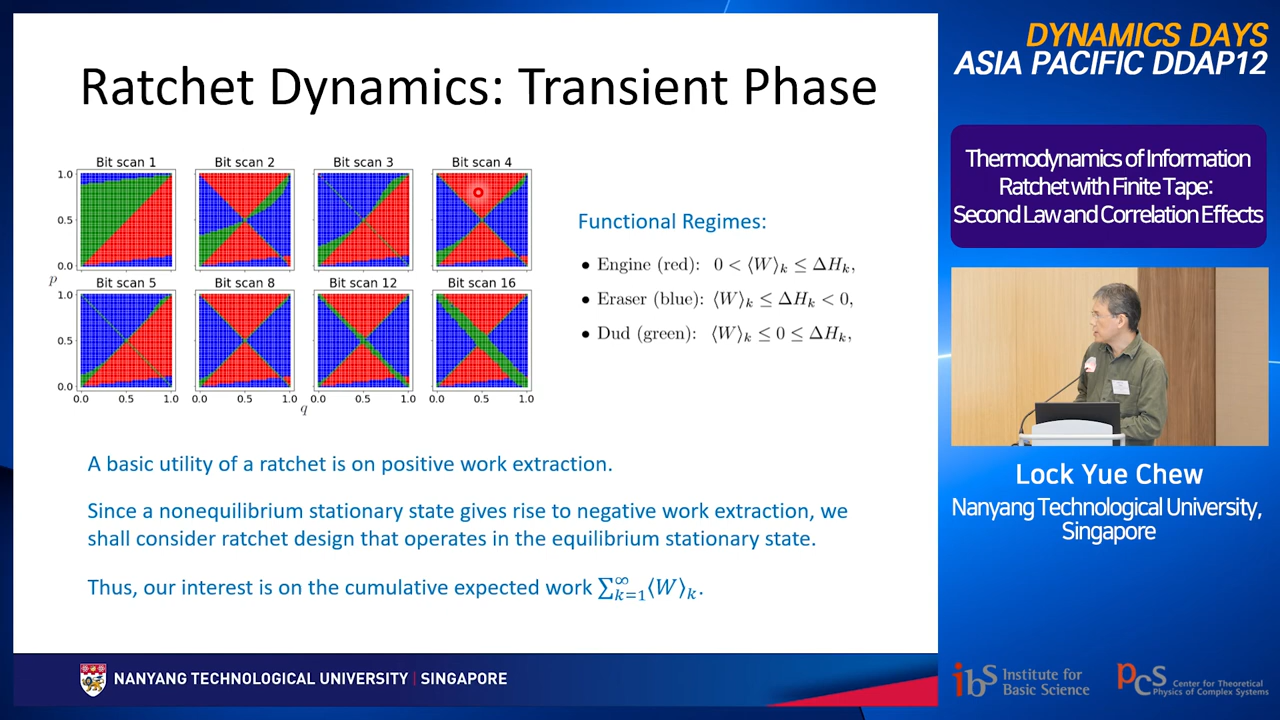 Ratchet Dynamics: Transient Phase
Bit scan 1
Bit scan 2
Bit scan 3
Bit scan 4
1.0
0.5
0.0
p
Bit scan 5
Bit scan 8
Bit scan 12
Bit scan 16
1.0
0.5
0.0
0.0 0.5 1.0 0.0 0.5 1.0 0.0 0.5 1.0 0.0 0.5 1.0
q
Functional Regimes:
• Engine (red): 0 < ⟨W⟩ₖ ≤ ΔHₖ,
• Eraser (blue): ⟨W⟩ₖ ≤ ΔHₖ < 0,
• Dud (green): ⟨W⟩ₖ ≤ 0 ≤ ΔHₖ,
A basic utility of a ratchet is on positive work extraction.
Since a nonequilibrium stationary state gives rise to negative work extraction, we
shall consider ratchet design that operates in the equilibrium stationary state.
Thus, our interest is on the cumulative expected work ∑_{k=1}^{∞}⟨W⟩ₖ.
NANYANG TECHNOLOGICAL UNIVERSITY | SINGAPORE
DYNAMICS DAYS
ASIA PACIFIC DDAP12
Thermodynamics of Information
Ratchet with Finite Tape:
Second Law and Correlation Effects
Lock Yue Chew
Nanyang Technological University,
Singapore
ibS Institute for
Basic Science
PCS Center for Theoretical
Physics of Complex Systems